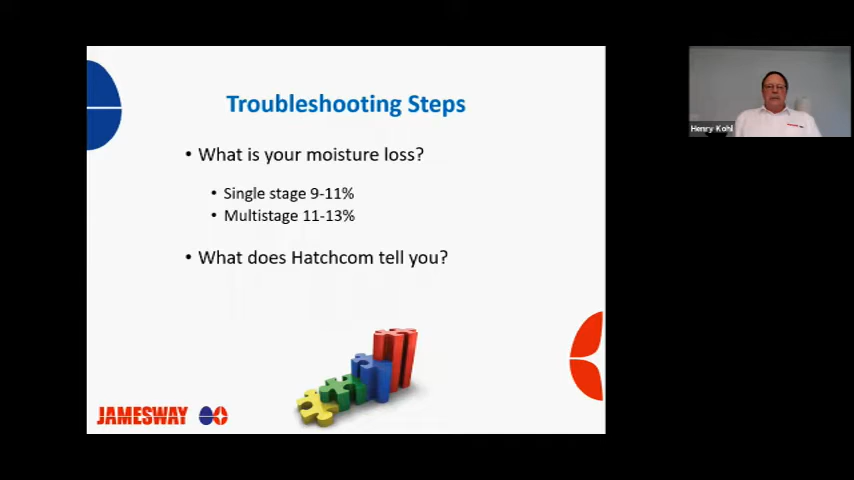 Troubleshooting Steps
• What is your moisture loss?
• Single stage 9-11%
• Multistage 11-13%
• What does Hatchcom tell you?
JAMESWAY
Henry Kohl